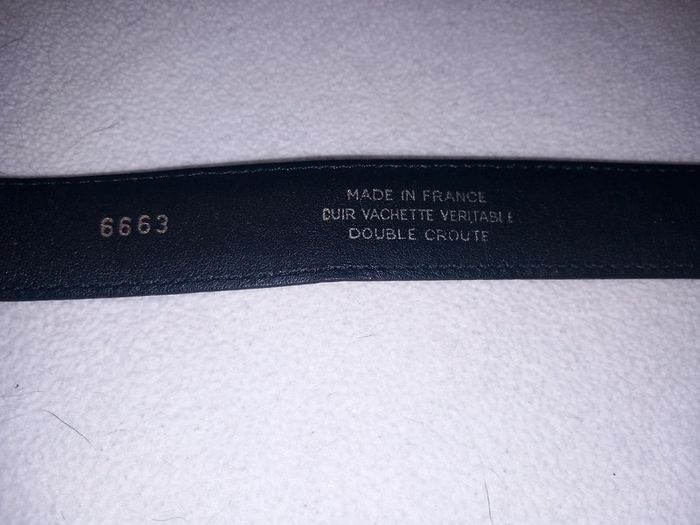 6663
MADE IN FRANCE
CUIR VACHETTE VERITABLE
DOUBLE CROUTE